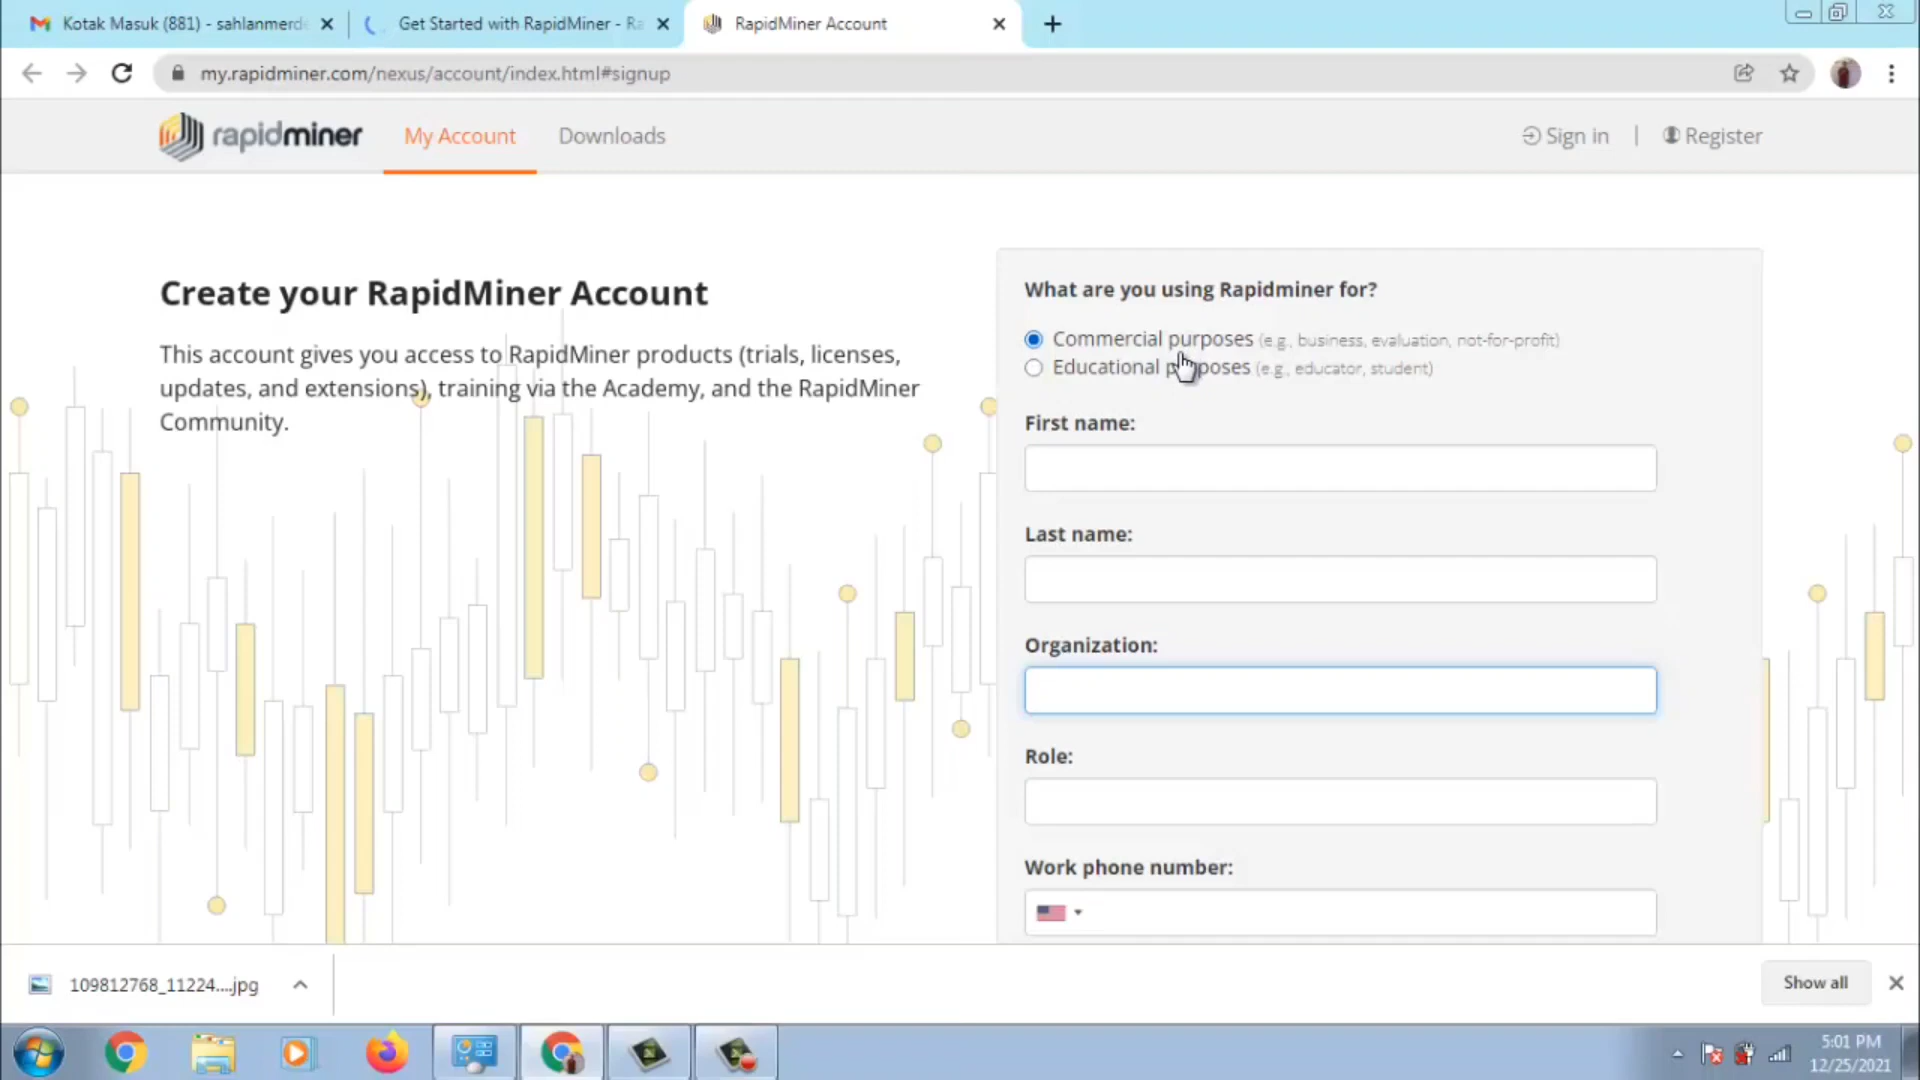 Kotak Masuk (881) - sahlanmerd
Get Started with RapidMiner - Ra
RapidMiner Account
my.rapidminer.com/nexus/account/index.html#signup
rapidminer
My Account
Downloads
Sign in | Register
Create your RapidMiner Account
This account gives you access to RapidMiner products (trials, licenses,
updates, and extensions), training via the Academy, and the RapidMiner
Community.
What are you using Rapidminer for?
Commercial purposes (e.g., business, evaluation, not-for-profit)
Educational purposes (e.g., educator, student)
First name:
Last name:
Organization:
Role:
Work phone number:
109812768_11224....jpg
Show all
5:01 PM
12/25/2021